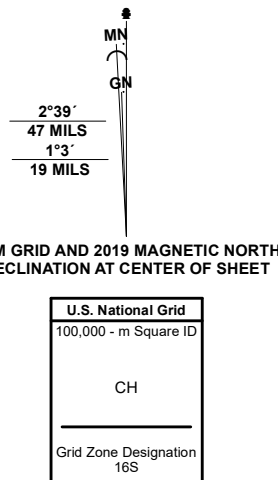 MN
GN
2°39´
47 MILS
1°3´
19 MILS
M GRID AND 2019 MAGNETIC NORTH
ECLINATION AT CENTER OF SHEET
U.S. National Grid
100,000 - m Square ID
CH
Grid Zone Designation
16S